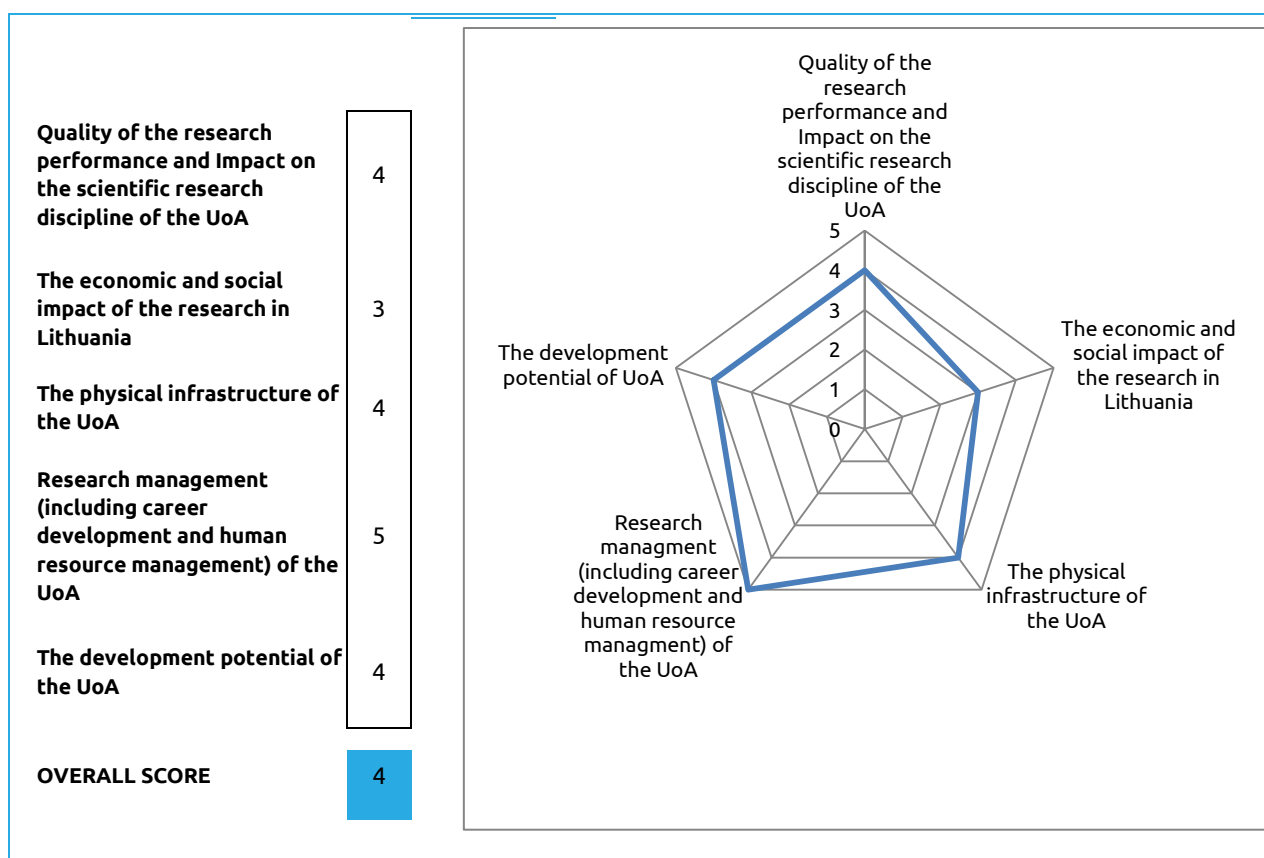 Quality of the research
performance and Impact on
the scientific research
discipline of the UoA
4
The economic and social
impact of the research in
Lithuania
3
The physical infrastructure of
the UoA
4
Research management
(including career
development and human
resource management) of the
UoA
5
The development potential of
the UoA
4
OVERALL SCORE
4
Quality of the
research
performance and
Impact on the
scientific research
discipline of the
UoA
5
4
3
2
1
0
The economic and
social impact of
the research in
Lithuania
The physical
infrastructure of
the UoA
Research
managment
(including career
development and
human resource
managment) of
the UoA
The development
potential of UoA